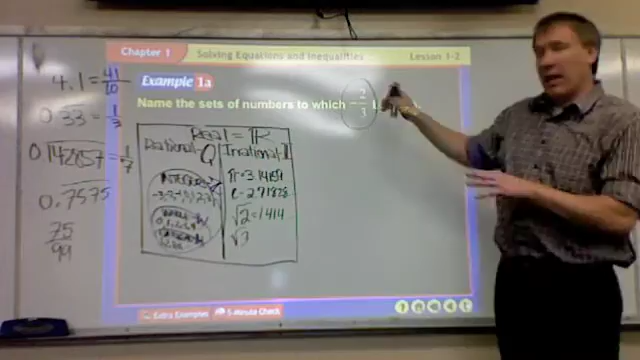 Chapter 1
Solving Equations and Inequalities
Lesson 1-2
Example 1a
Name the sets of numbers to which - 2/3
4.1 = 41/10
0.33 = 1/3
0.142857 = 1/7
0.7575
75/99
Real = ℝ
Rational - Q
Irrational - I
Integers - Z
π = 3.14159
e = 2.71828
√2 = 1.414
√3
Extra Examples
5-Minute Check